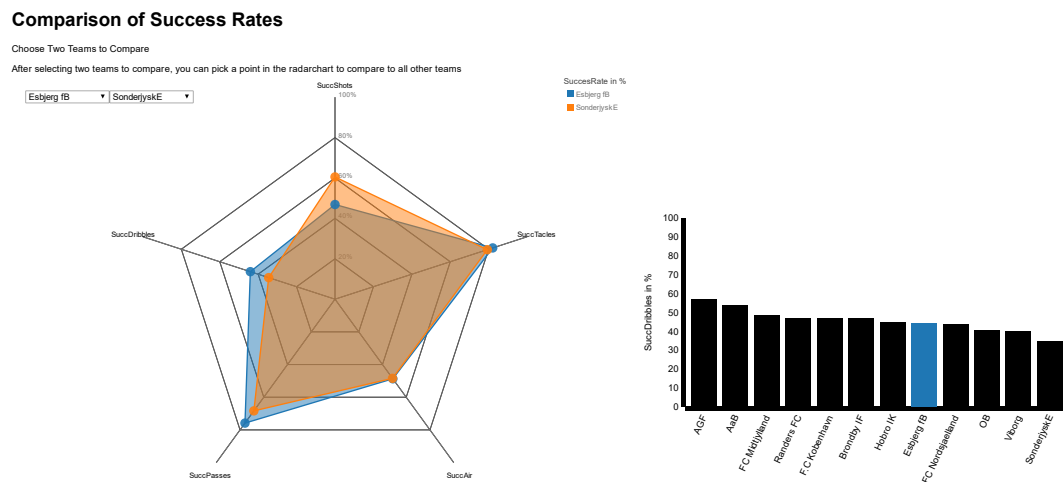 Comparison of Success Rates
Choose Two Teams to Compare
After selecting two teams to compare, you can pick a point in the radarchart to compare to all other teams
Esbjerg fB
SonderjyskE
SuccShots
100%
80%
60%
40%
20%
SuccTacles
SuccAir
SuccPasses
SuccDribbles
SuccesRate in %
Esbjerg fB
SonderjyskE
SuccDribbles in %
100
90
80
70
60
50
40
30
20
10
0
AGF
AaB
FC Midtjylland
Randers FC
F.C Kobenhavn
Brondby IF
Hobro IK
Esbjerg fB
FC Nordsjaelland
OB
Viborg
SonderjyskE